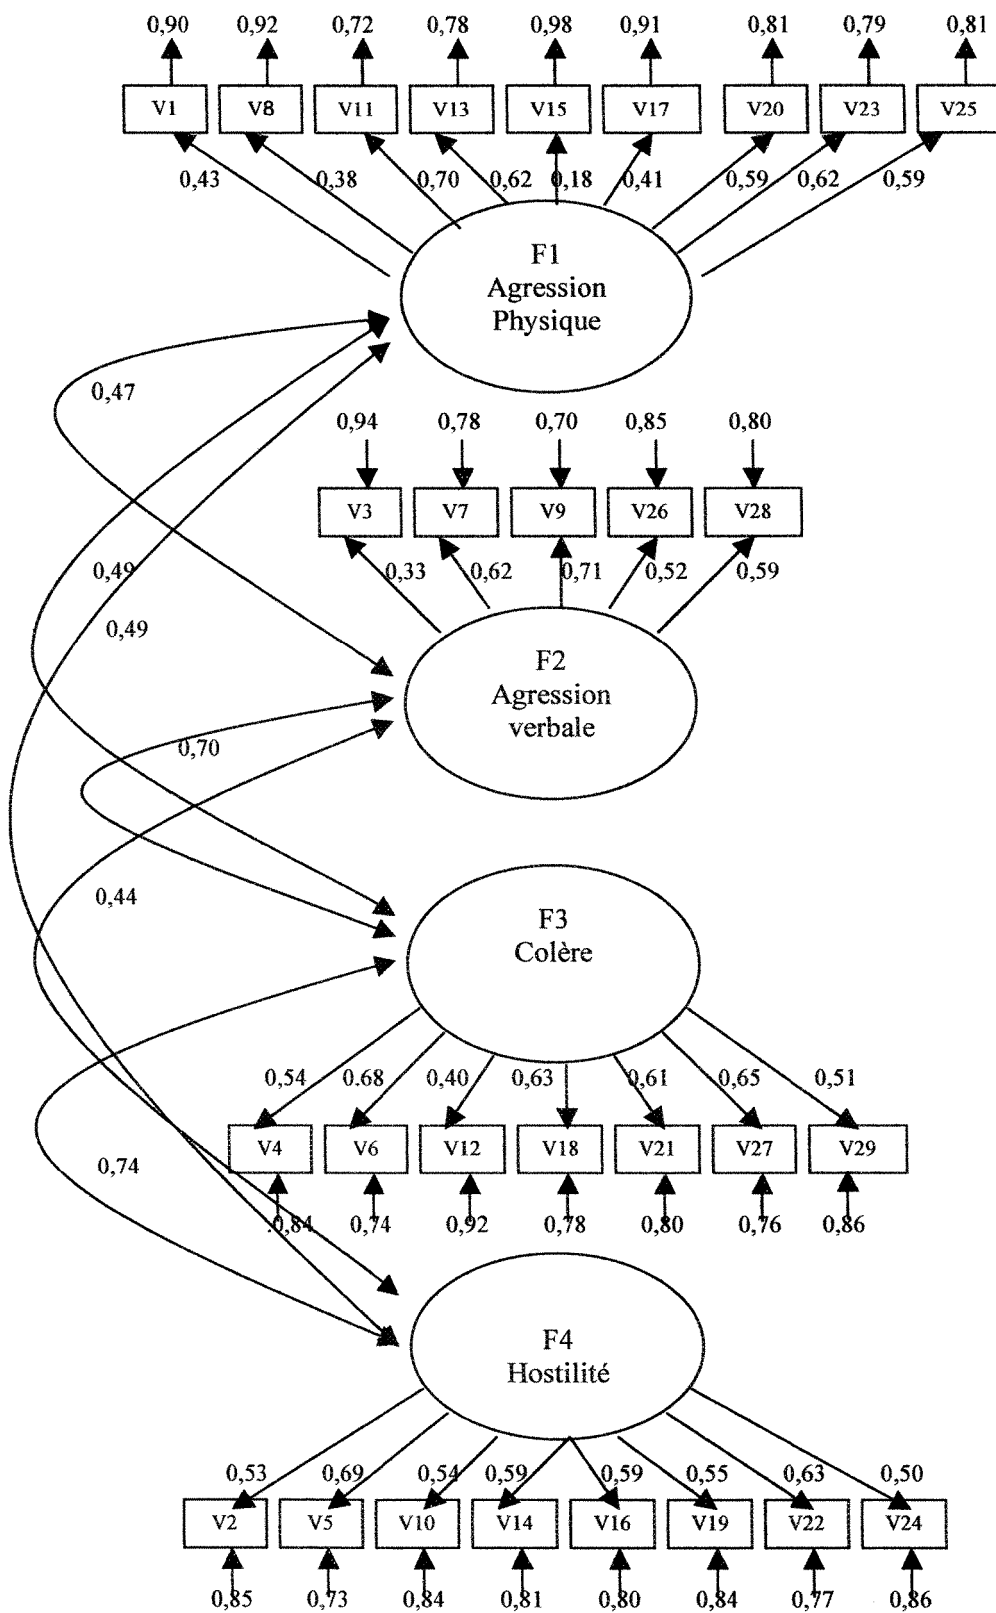 0,90 0,92 0,72 0,78 0,98 0,91 0,81 0,79 0,81
V1 V8 V11 V13 V15 V17 V20 V23 V25
0,43 0,38 0,70 0,62 0,18 0,41 0,59 0,62 0,59
F1
Agression
Physique
0,47
0,94 0,78 0,70 0,85 0,80
V3 V7 V9 V26 V28
0,49 0,33 0,62 0,71 0,52 0,59
0,49
F2
Agression
verbale
0,70
0,44
F3
Colère
0,54 0.68 0,40 0,63 0,61 0,65 0,51
V4 V6 V12 V18 V21 V27 V29
0,74
0,84 0,74 0,92 0,78 0,80 0,76 0,86
F4
Hostilité
0,53 0,69 0,54 0,59 0,59 0,55 0,63 0,50
V2 V5 V10 V14 V16 V19 V22 V24
0,85 0,73 0,84 0,81 0,80 0,84 0,77 0,86